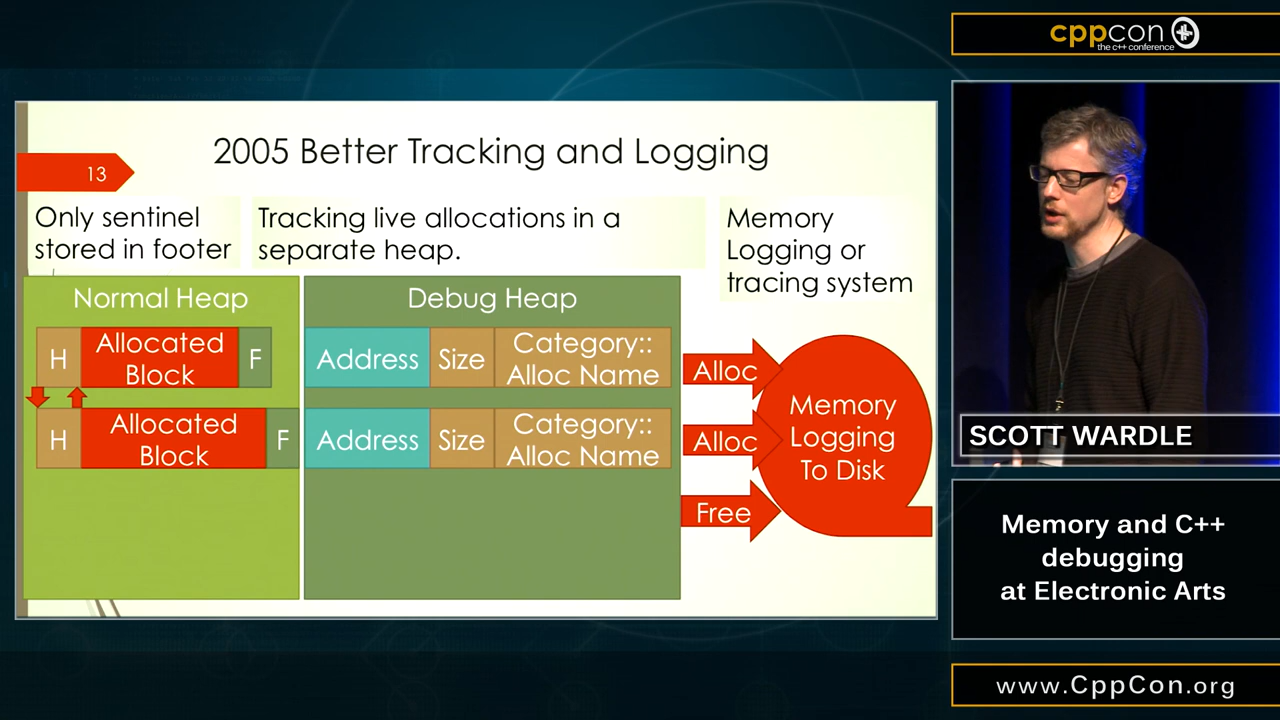 cppcon
the c++ conference
2005 Better Tracking and Logging
13
Only sentinel
stored in footer
Tracking live allocations in a
separate heap.
Memory
Logging or
tracing system
Normal Heap
Debug Heap
H
Allocated
Block
F
Address
Size
Category::
Alloc Name
Alloc
H
Allocated
Block
F
Address
Size
Category::
Alloc Name
Alloc
Free
Memory
Logging
To Disk
SCOTT WARDLE
Memory and C++
debugging
at Electronic Arts
www.CppCon.org